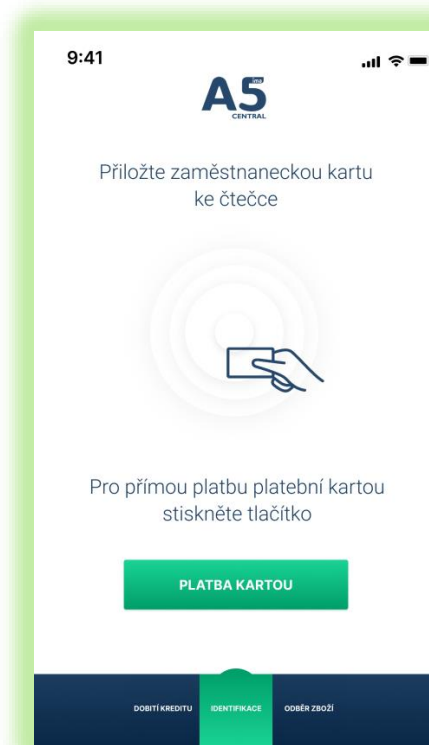 9:41
A5
ima
CENTRAL
Přiložte zaměstnaneckou kartu
ke čtečce
Pro přímou platbu platební kartou
stiskněte tlačítko
PLATBA KARTOU
DOBITÍ KREDITU IDENTIFIKACE ODBĚR ZBOŽÍ